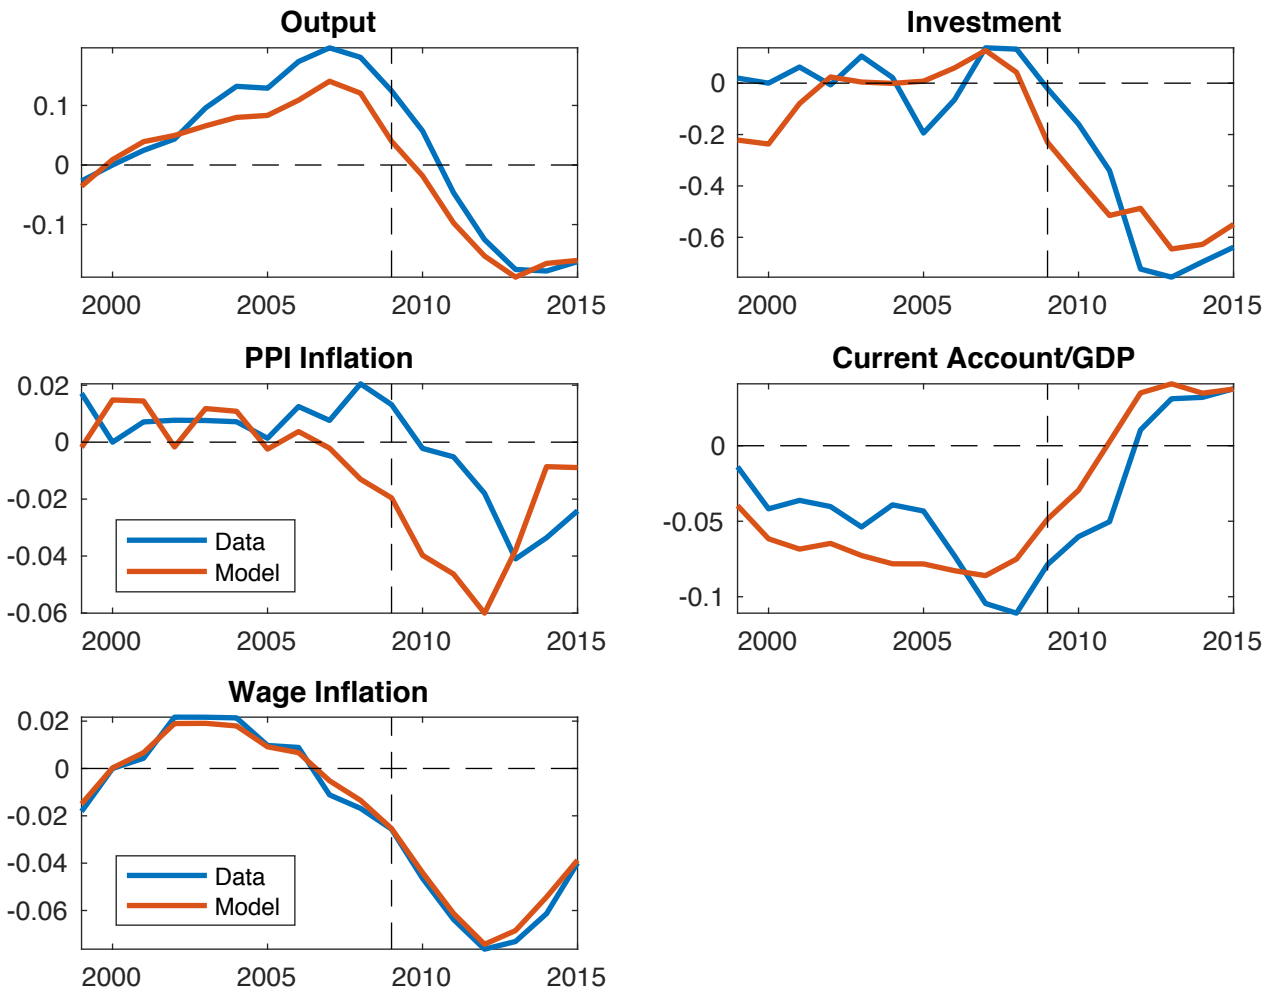 Output
0.1
0
-0.1
2000 2005 2010 2015
Investment
0
-0.2
-0.4
-0.6
2000 2005 2010 2015
PPI Inflation
0.02
0
-0.02
-0.04
-0.06
Data
Model
2000 2005 2010 2015
Current Account/GDP
0
-0.05
-0.1
2000 2005 2010 2015
Wage Inflation
0.02
0
-0.02
-0.04
-0.06
Data
Model
2000 2005 2010 2015